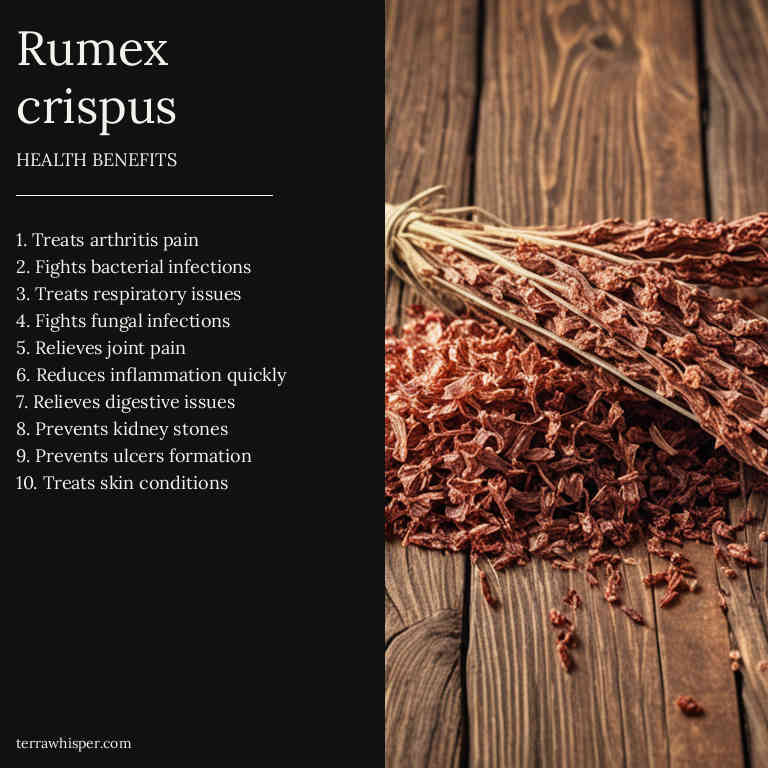 Rumex
crispus
HEALTH BENEFITS
1. Treats arthritis pain
2. Fights bacterial infections
3. Treats respiratory issues
4. Fights fungal infections
5. Relieves joint pain
6. Reduces inflammation quickly
7. Relieves digestive issues
8. Prevents kidney stones
9. Prevents ulcers formation
10. Treats skin conditions
terrawhisper.com